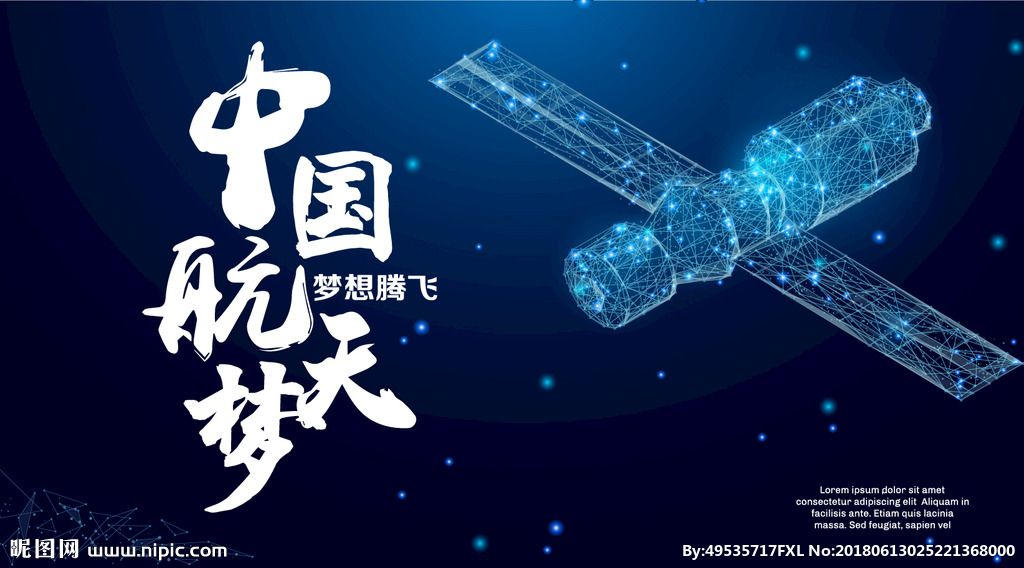 中国
航天
梦
梦想腾飞
Lorem ipsum dolor sit amet
consectetur adipiscing elit Aliquam in
facilisis ante. Etiam quis lacinia
massa. Sed feugiat, sapien vel
昵图网 www.nipic.com
By:49535717FXL No:20180613025221368000